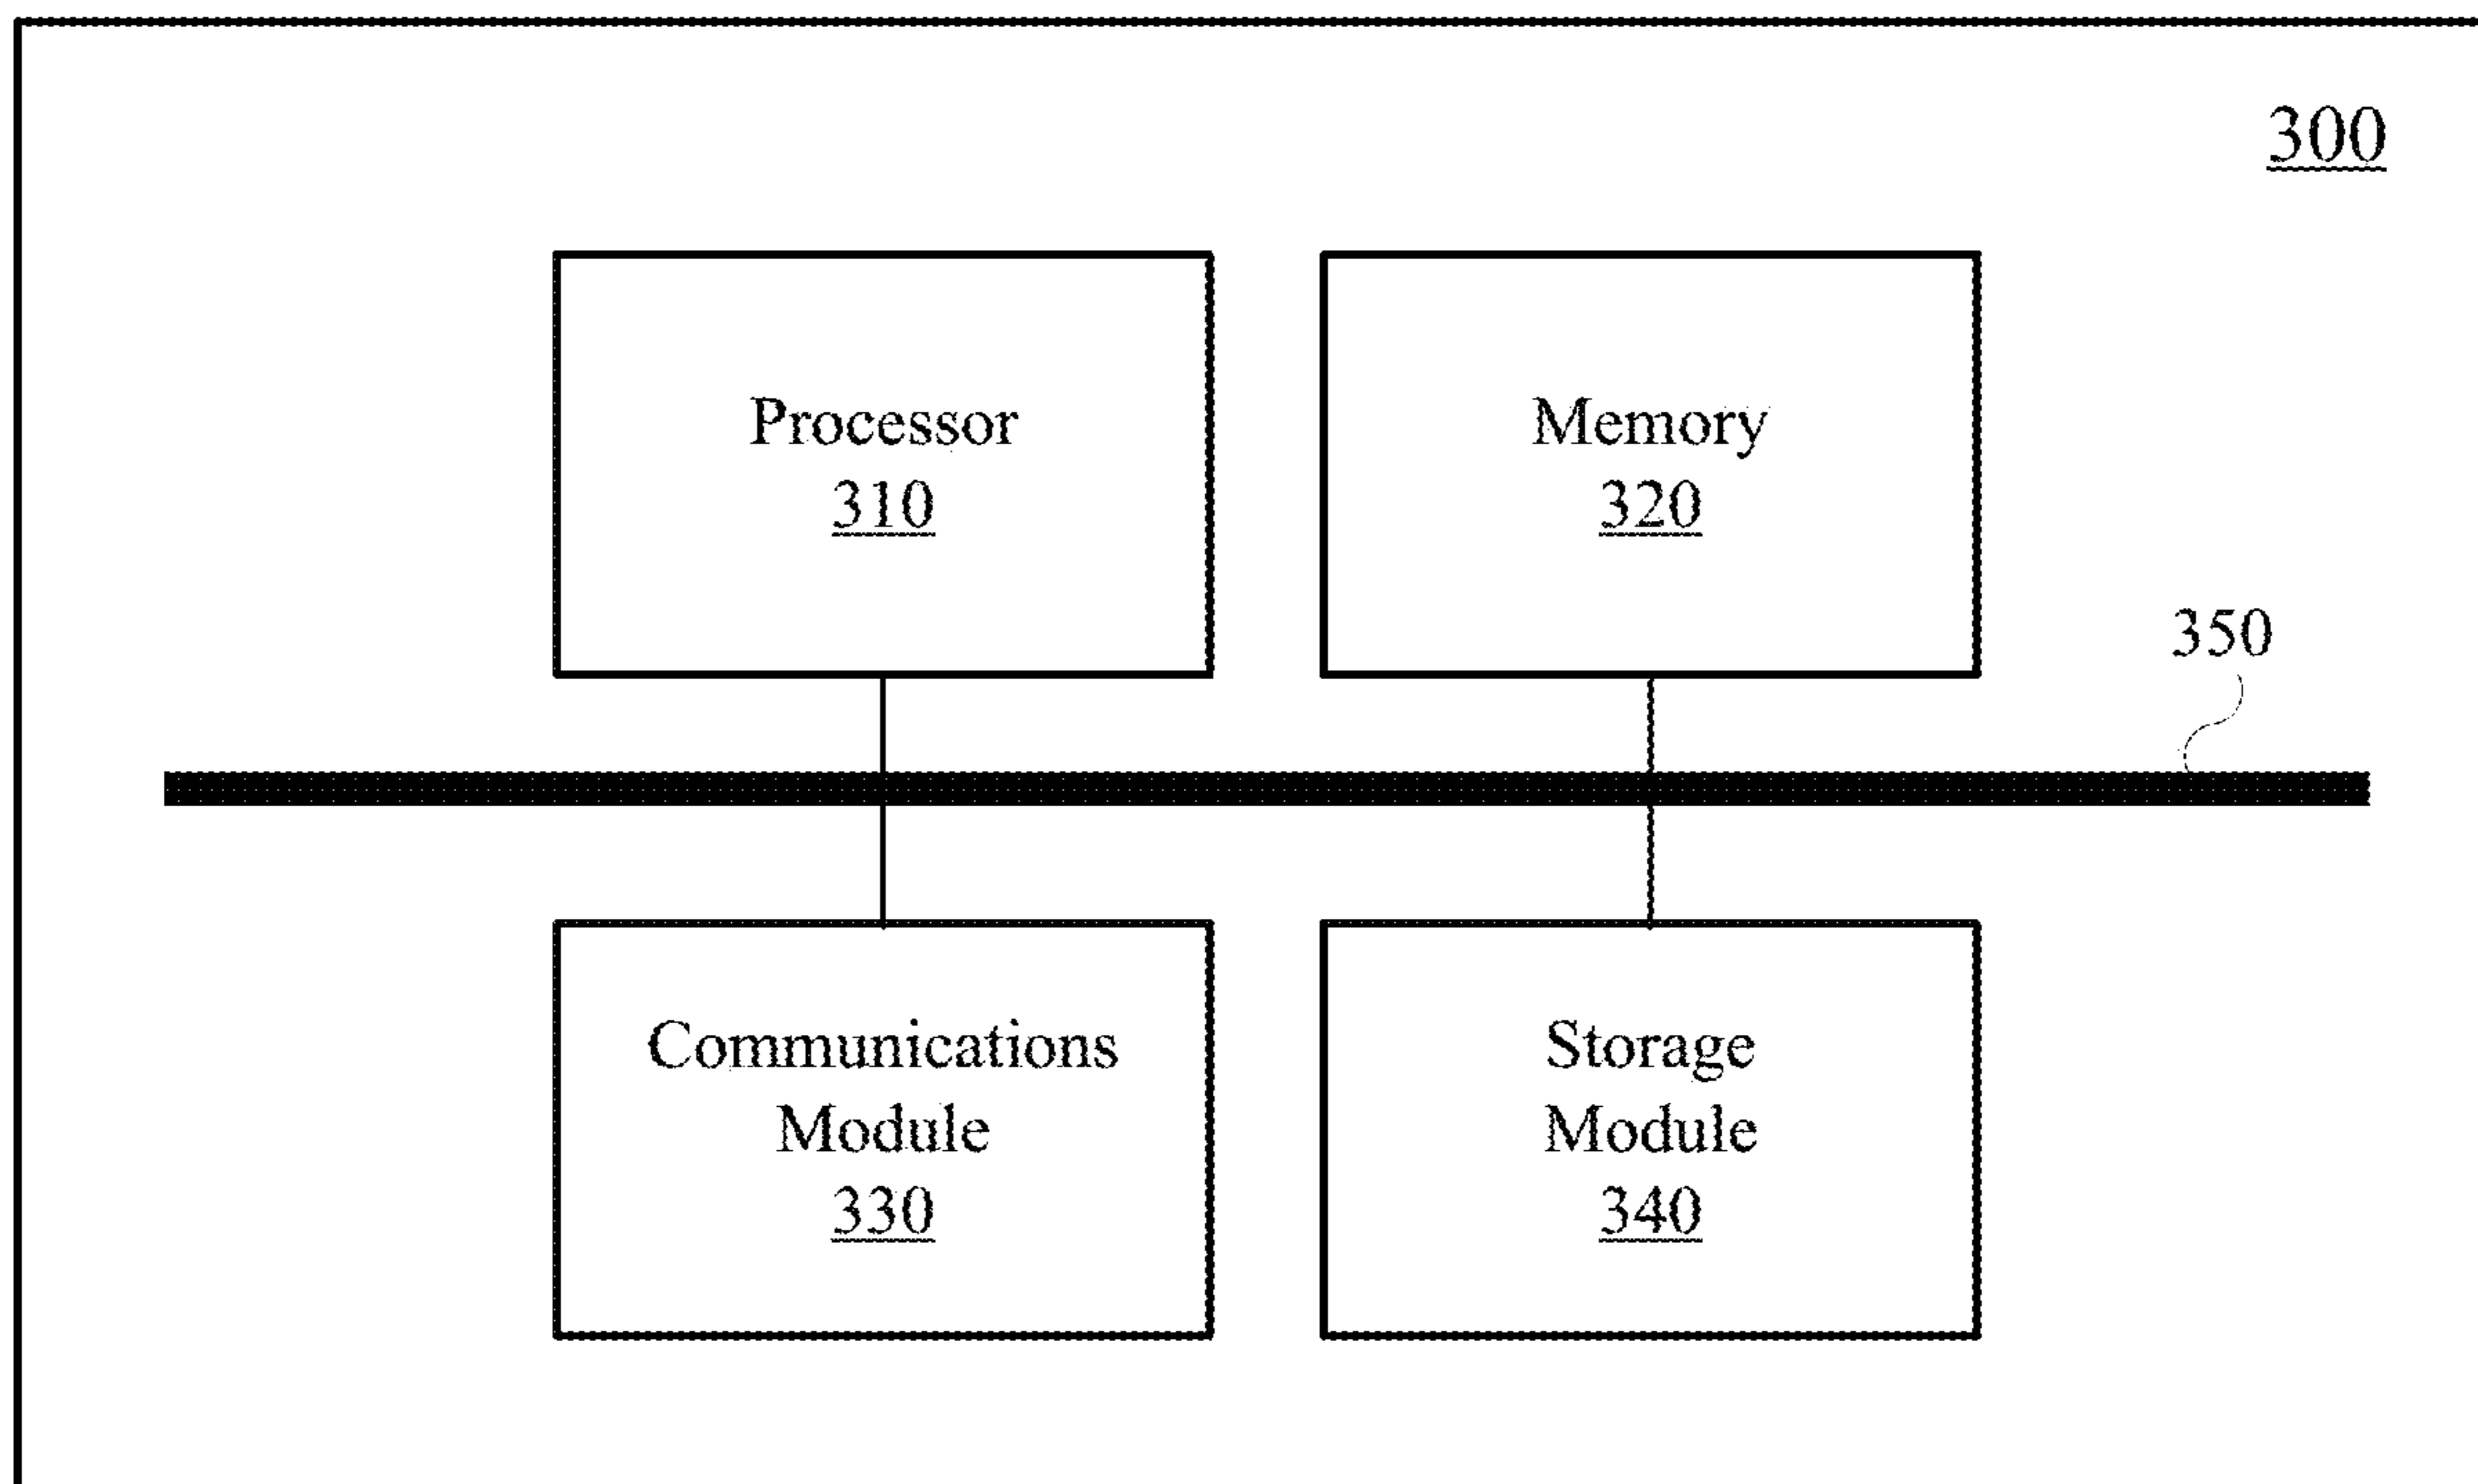 300
Processor
310
Memory
320
350
Communications
Module
330
Storage
Module
340